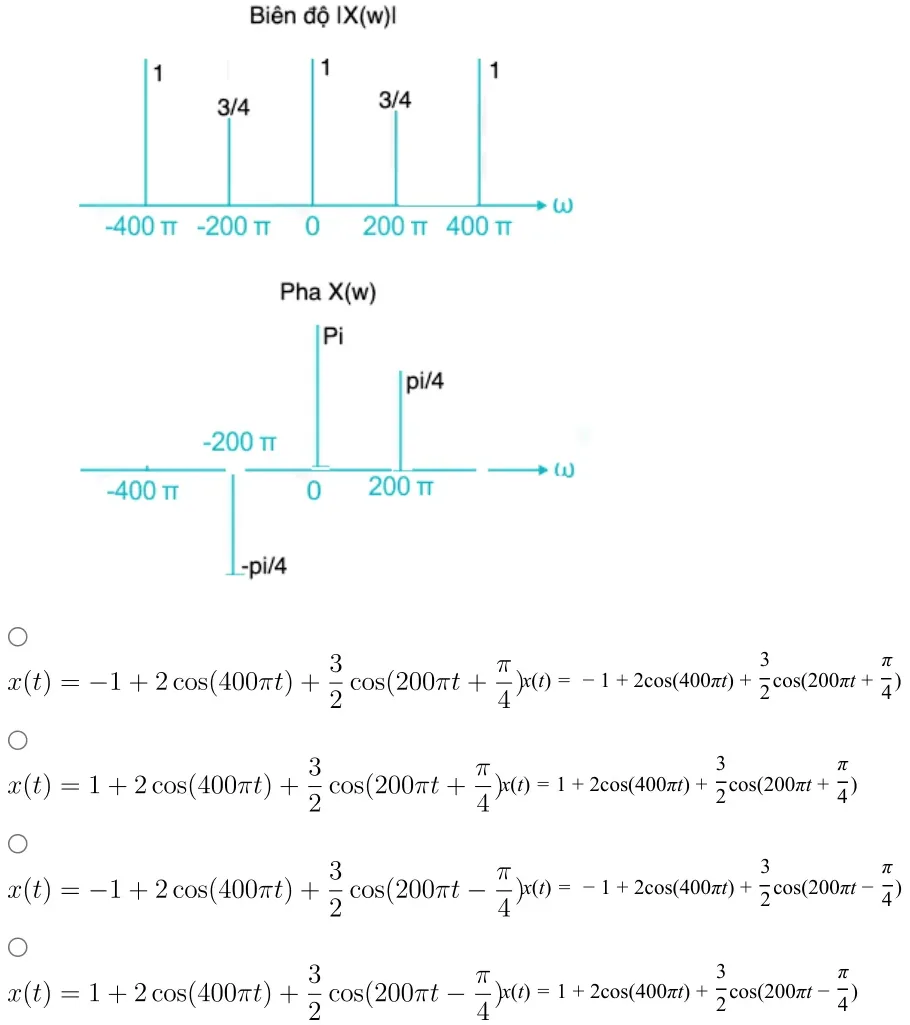 Biên độ |X(w)|
1 1 1
3/4 3/4
ω
-400 π -200 π 0 200 π 400 π
Pha X(w)
Pi
pi/4
-200 π
ω
-400 π 0 200 π
-pi/4
x(t) = −1 + 2 cos(400πt) + 3/2 cos(200πt + π/4)x(t) = − 1 + 2cos(400πt) + 3/2cos(200πt + π/4)
x(t) = 1 + 2 cos(400πt) + 3/2 cos(200πt + π/4)x(t) = 1 + 2cos(400πt) + 3/2cos(200πt + π/4)
x(t) = −1 + 2 cos(400πt) + 3/2 cos(200πt − π/4)x(t) = − 1 + 2cos(400πt) + 3/2cos(200πt − π/4)
x(t) = 1 + 2 cos(400πt) + 3/2 cos(200πt − π/4)x(t) = 1 + 2cos(400πt) + 3/2cos(200πt − π/4)